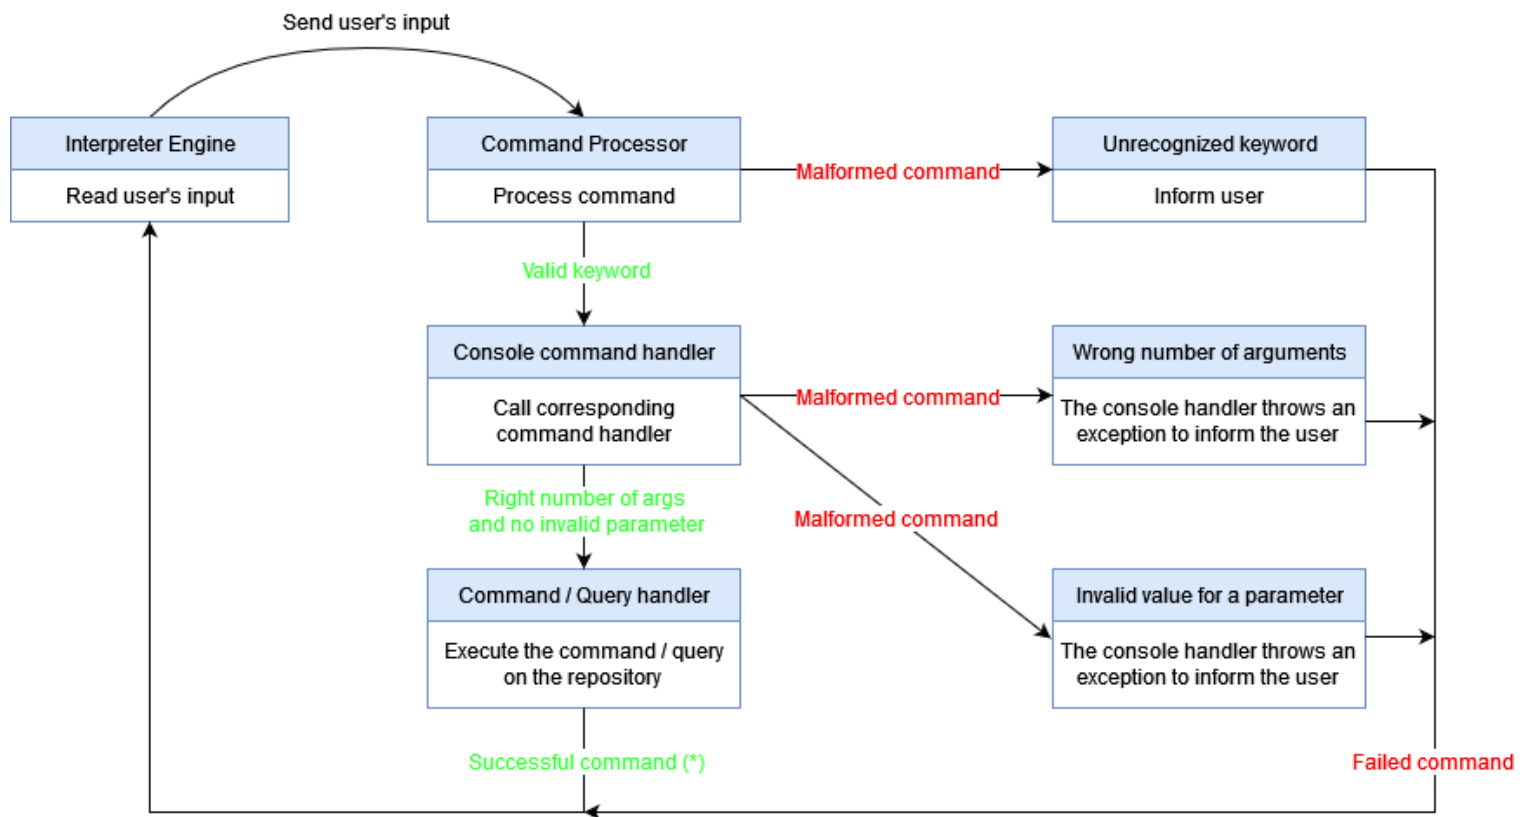 Send user's input
Interpreter Engine
Read user's input
Command Processor
Process command
Malformed command
Unrecognized keyword
Inform user
Valid keyword
Console command handler
Call corresponding
command handler
Malformed command
Wrong number of arguments
The console handler throws an
exception to inform the user
Right number of args
and no invalid parameter
Malformed command
Command / Query handler
Execute the command / query
on the repository
Invalid value for a parameter
The console handler throws an
exception to inform the user
Successful command (*)
Failed command